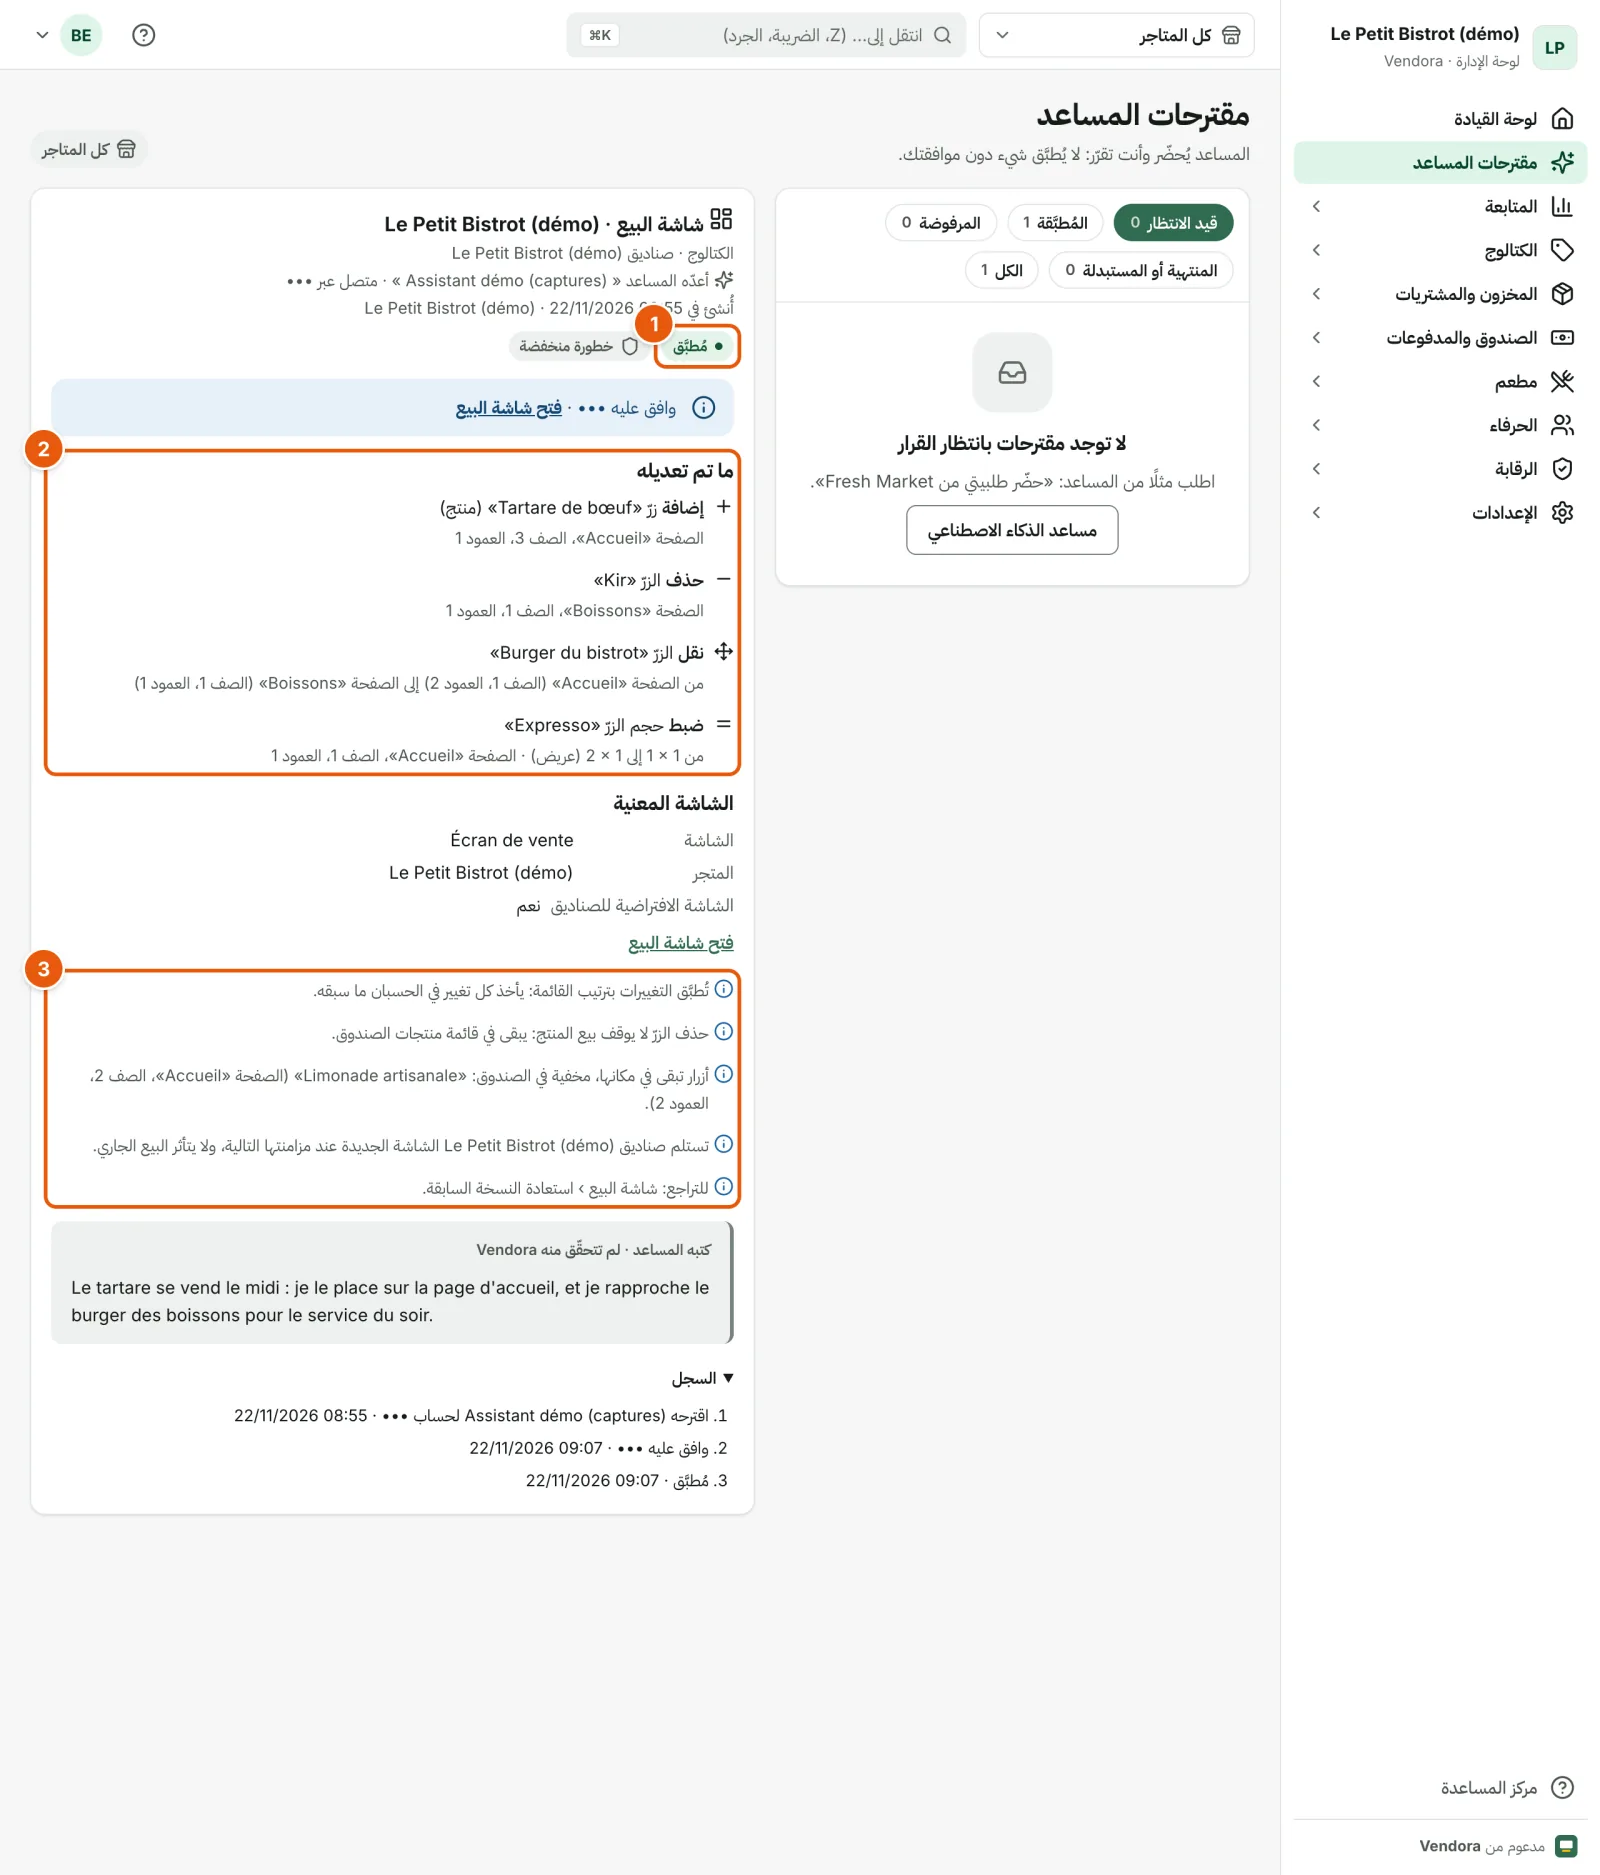 Le Petit Bistrot (démo)
لوحة الإدارة · Vendora
LP
كل المتاجر
انتقل إلى... (Z، الضريبة، الجرد)
⌘K
BE
لوحة القيادة
مقترحات المساعد
المتابعة
الكتالوج
المخزون والمشتريات
الصندوق والمدفوعات
مطعم
الحرفاء
الرقابة
الإعدادات
مركز المساعدة
مدعوم من Vendora
مقترحات المساعد
المساعد يُحضّر وأنت تقرّر: لا يُطبَّق شيء دون موافقتك.
كل المتاجر
قيد الانتظار 0
المُطبَّقة 1
المرفوضة 0
المنتهية أو المستبدلة 0
الكل 1
لا توجد مقترحات بانتظار القرار
اطلب مثلًا من المساعد: «حضّر طلبيتي من Fresh Market».
مساعد الذكاء الاصطناعي
شاشة البيع · Le Petit Bistrot (démo)
الكتالوج · صناديق Le Petit Bistrot (démo)
أعدّه المساعد « Assistant démo (captures) » · متصل عبر •••
أُنشئ في 22/11/2026 55 · Le Petit Bistrot (démo)
1
مُطبَّق
خطورة منخفضة
وافق عليه ••• · فتح شاشة البيع
2
ما تم تعديله
إضافة زرّ «Tartare de bœuf» (منتج)
الصفحة «Accueil»، الصف 3، العمود 1
حذف الزرّ «Kir»
الصفحة «Boissons»، الصف 1، العمود 1
نقل الزرّ «Burger du bistrot»
من الصفحة «Accueil» (الصف 1، العمود 2) إلى الصفحة «Boissons» (الصف 1، العمود 1)
ضبط حجم الزرّ «Expresso»
من 1 × 1 إلى 1 × 2 (عريض) · الصفحة «Accueil»، الصف 1، العمود 1
الشاشة المعنية
الشاشة Écran de vente
المتجر Le Petit Bistrot (démo)
الشاشة الافتراضية للصناديق نعم
فتح شاشة البيع
3
تُطبَّق التغييرات بترتيب القائمة: يأخذ كل تغيير في الحسبان ما سبقه.
حذف الزرّ لا يوقف بيع المنتج: يبقى في قائمة منتجات الصندوق.
أزرار تبقى في مكانها، مخفية في الصندوق: «Limonade artisanale» (الصفحة «Accueil»، الصف 2،
العمود 2).
تستلم صناديق Le Petit Bistrot (démo) الشاشة الجديدة عند مزامنتها التالية، ولا يتأثر البيع الجاري.
للتراجع: شاشة البيع › استعادة النسخة السابقة.
كتبه المساعد · لم تتحقّق منه Vendora
Le tartare se vend le midi : je le place sur la page d'accueil, et je rapproche le
burger des boissons pour le service du soir.
السجل
1. اقترحه Assistant démo (captures) لحساب ••• · 22/11/2026 08:55
2. وافق عليه ••• · 22/11/2026 09:07
3. مُطبَّق · 22/11/2026 09:07